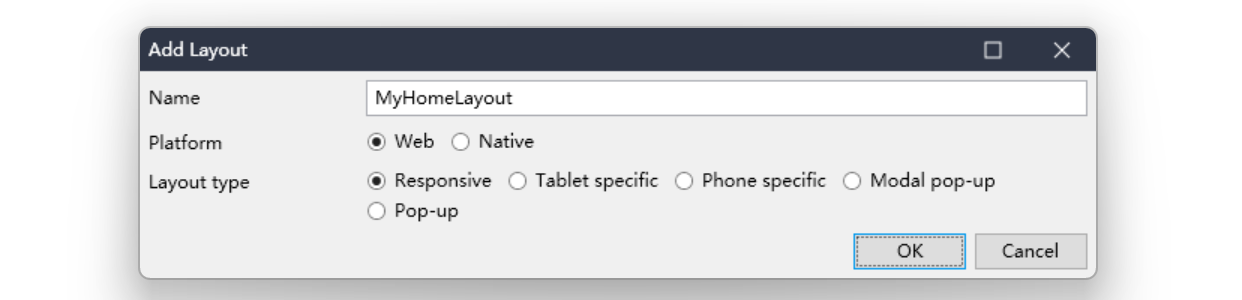 Add Layout
Name MyHomeLayout
Platform Web Native
Layout type Responsive Tablet specific Phone specific Modal pop-up
Pop-up
OK Cancel